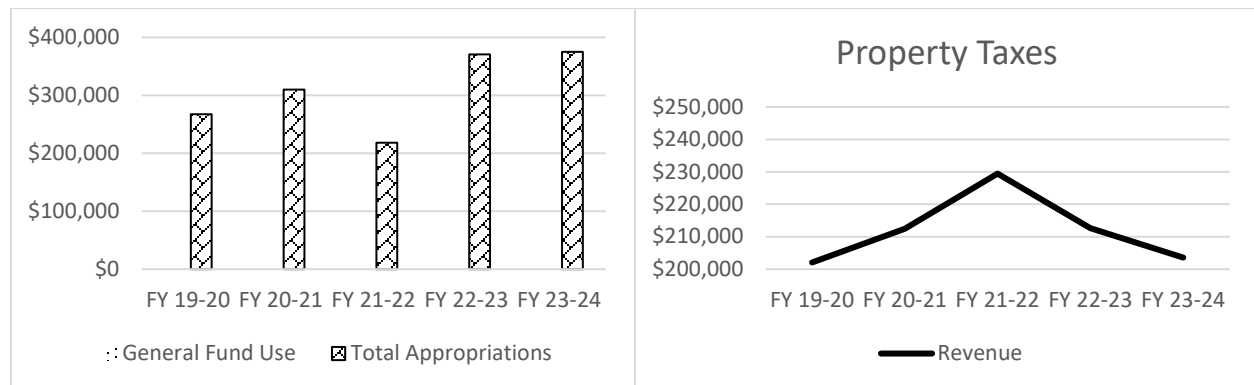 $400,000
$300,000
$200,000
$100,000
$0
FY 19-20 FY 20-21 FY 21-22 FY 22-23 FY 23-24
General Fund Use Total Appropriations
Property Taxes
$250,000
$240,000
$230,000
$220,000
$210,000
$200,000
FY 19-20 FY 20-21 FY 21-22 FY 22-23 FY 23-24
Revenue